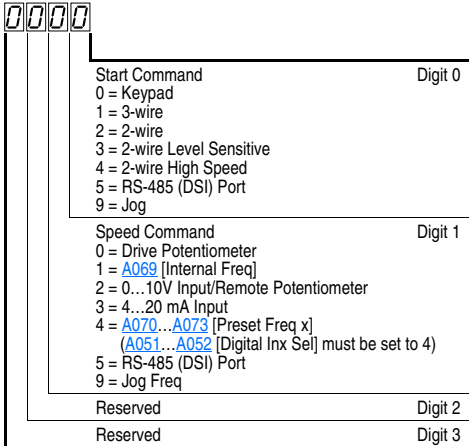 0000
Start Command Digit 0
0 = Keypad
1 = 3-wire
2 = 2-wire
3 = 2-wire Level Sensitive
4 = 2-wire High Speed
5 = RS-485 (DSI) Port
9 = Jog
Speed Command Digit 1
0 = Drive Potentiometer
1 = A069 [Internal Freq]
2 = 0…10V Input/Remote Potentiometer
3 = 4…20 mA Input
4 = A070…A073 [Preset Freq x]
(A051…A052 [Digital Inx Sel] must be set to 4)
5 = RS-485 (DSI) Port
9 = Jog Freq
Reserved Digit 2
Reserved Digit 3